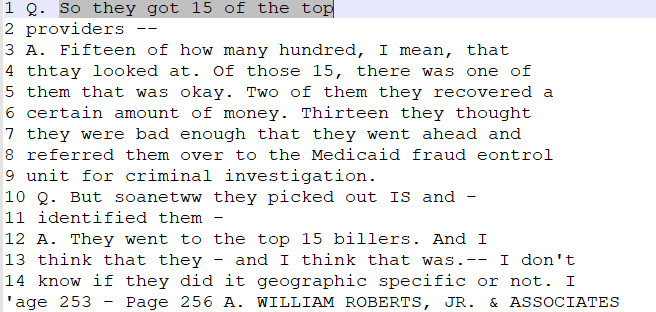 1 Q. So they got 15 of the top
2 providers --
3 A. Fifteen of how many hundred, I mean, that
4 thtay looked at. Of those 15, there was one of
5 them that was okay. Two of them they recovered a
6 certain amount of money. Thirteen they thought
7 they were bad enough that they went ahead and
8 referred them over to the Medicaid fraud eontrol
9 unit for criminal investigation.
10 Q. But soanetww they picked out IS and -
11 identified them -
12 A. They went to the top 15 billers. And I
13 think that they - and I think that was.-- I don't
14 know if they did it geographic specific or not. I
'age 253 - Page 256 A. WILLIAM ROBERTS, JR. & ASSOCIATES